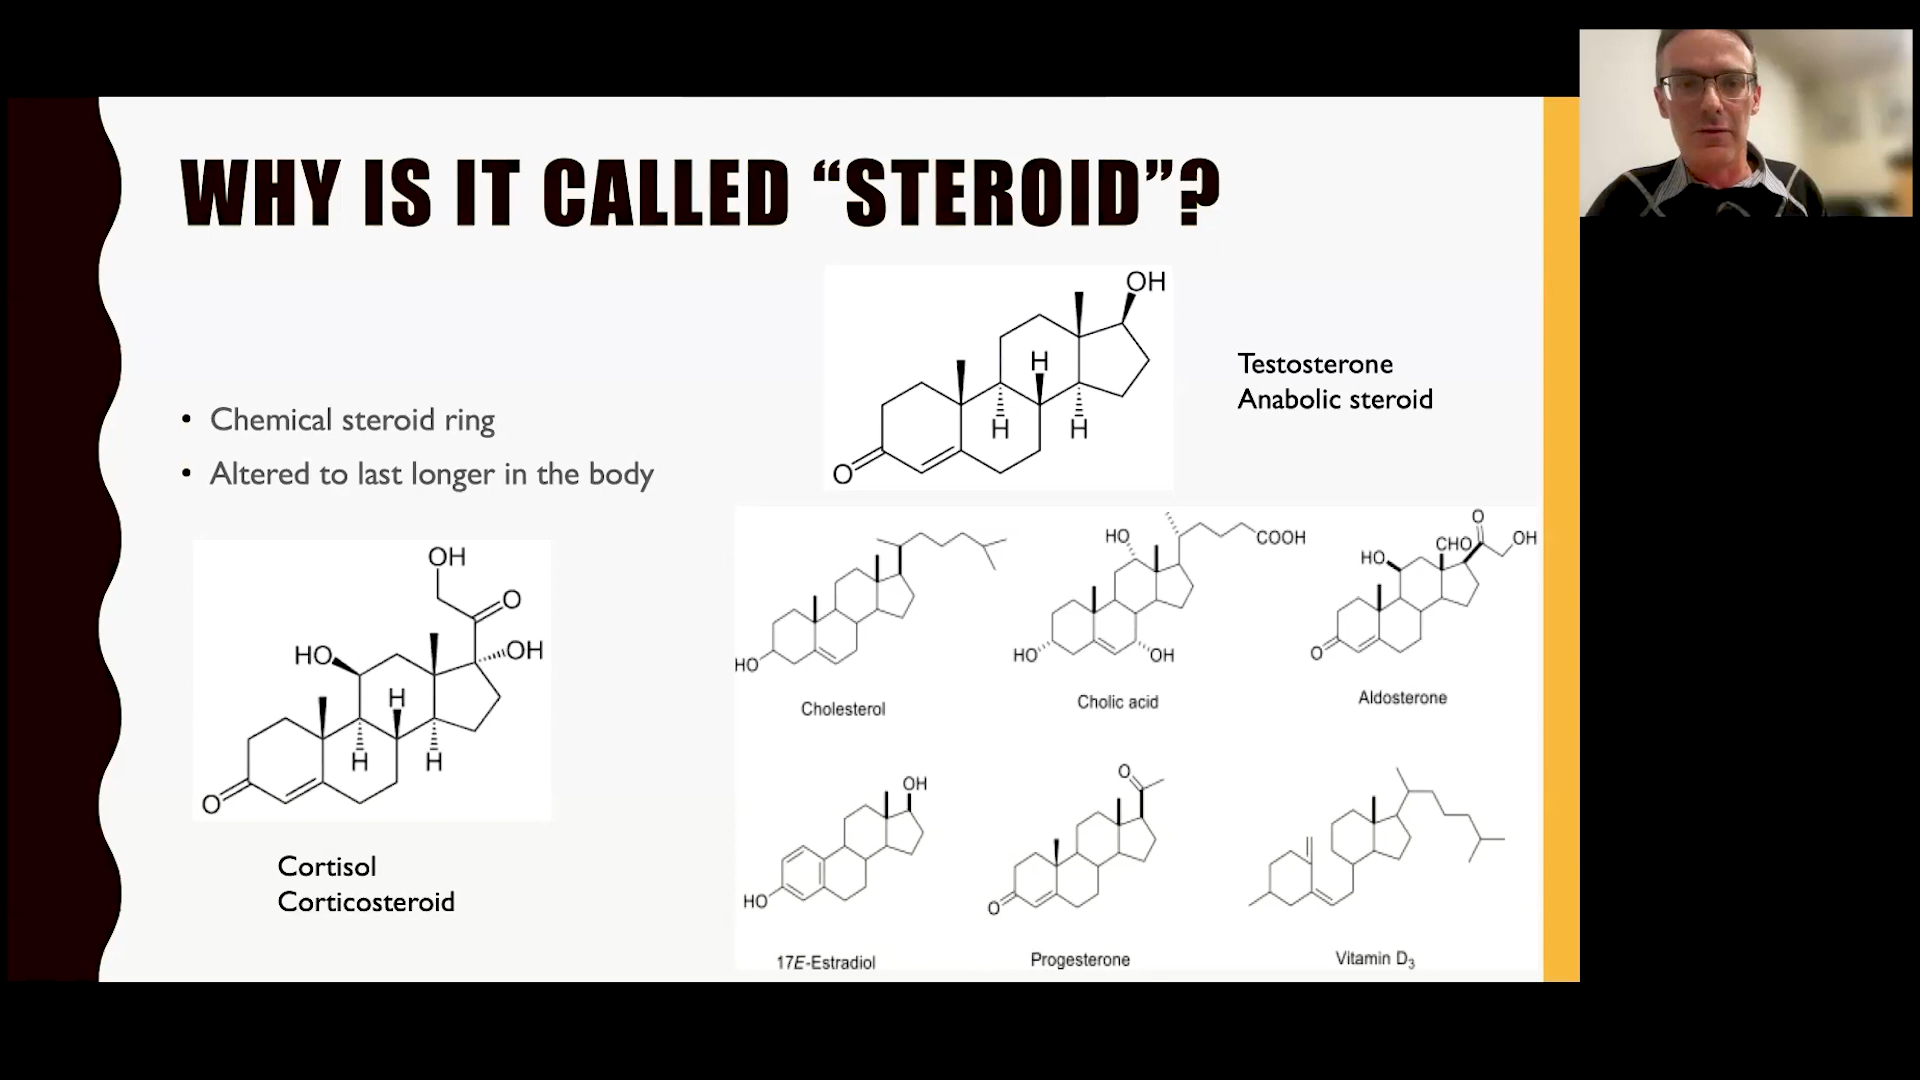 WHY IS IT CALLED “STEROID”?
• Chemical steroid ring
• Altered to last longer in the body
OH
H
H
H
O
Testosterone
Anabolic steroid
OH
O
HO
OH
H
H
H
O
Cortisol
Corticosteroid
HO
Cholesterol
HO
COOH
HO
OH
Cholic acid
O
OH
CHO
HO
O
Aldosterone
OH
HO
17E-Estradiol
O
O
Progesterone
Vitamin D₃